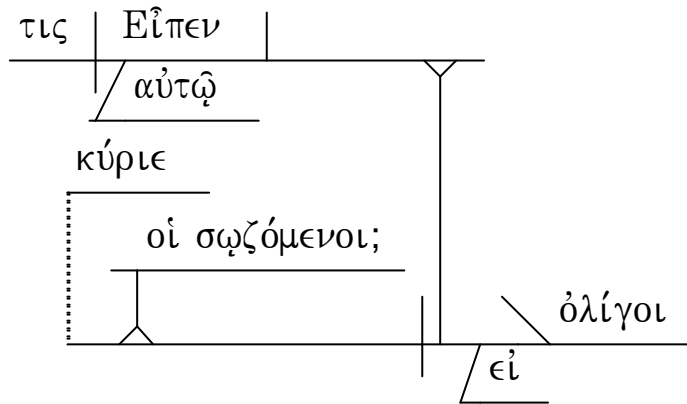 τις Εἶπεν
αὐτῷ
κύριε
οἱ σῳζόμενοι;
ὀλίγοι
εἰ